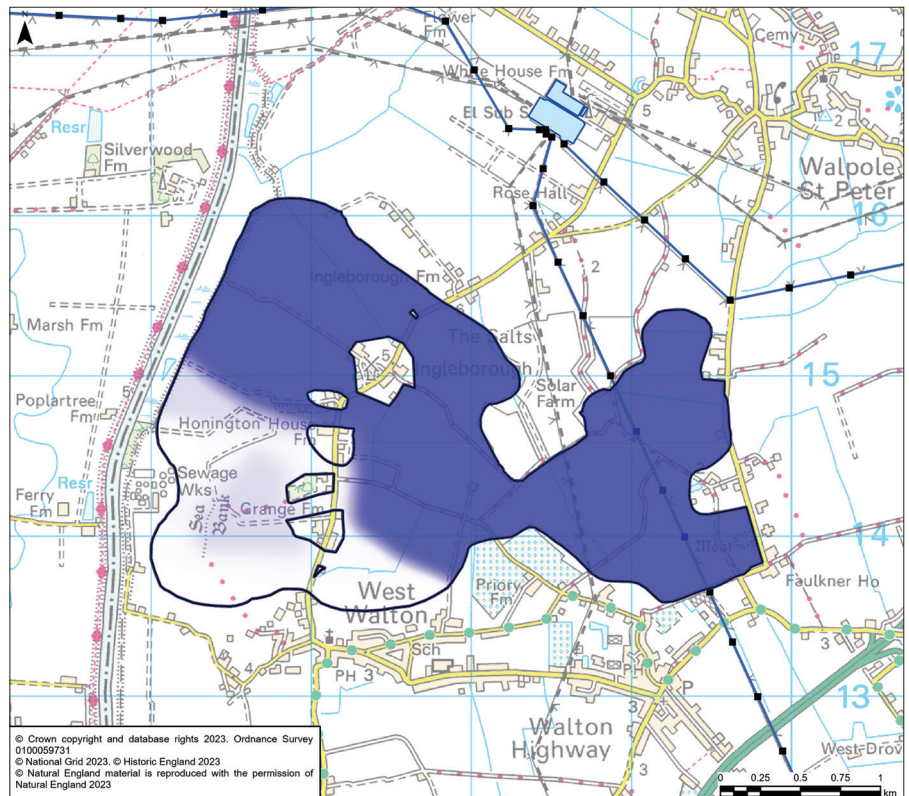 N
Flower
Fm
Cemy
17
White House Fm
El Sub S
5
2
Resr
Silverwood
Fm
Walpole
St Peter
Rose Hall
16
2
Ingleborough Fm
Marsh Fm
The Salts
5
Ingleborough
15
5
Solar
Farm
Poplartree
Fm
Honington House
Fm
Sewage
Wks
Resr
Ferry
Fm
Sea
Bank
Grange Fm
14
Moat
West
Walton
Priory
Fm
Faulkner Ho
Sch
3
4
PH 3
P
13
3
Walton
Highway
West Drov
3
© Crown copyright and database rights 2023. Ordnance Survey
0100059731
© National Grid 2023. © Historic England 2023
© Natural England material is reproduced with the permission of
Natural England 2023
0 0.25 0.5 0.75 1
km